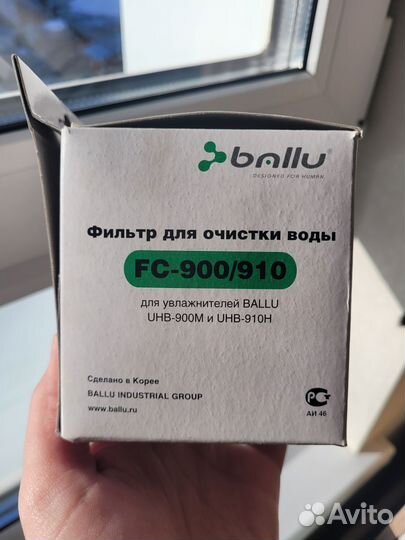 ballu
DESIGNED FOR HUMAN.
Фильтр для очистки воды
FC-900/910
для увлажнителей BALLU
UHB-900M и UHB-910H
Сделано в Корее
BALLU INDUSTRIAL GROUP
www.ballu.ru
АИ 46
Avito